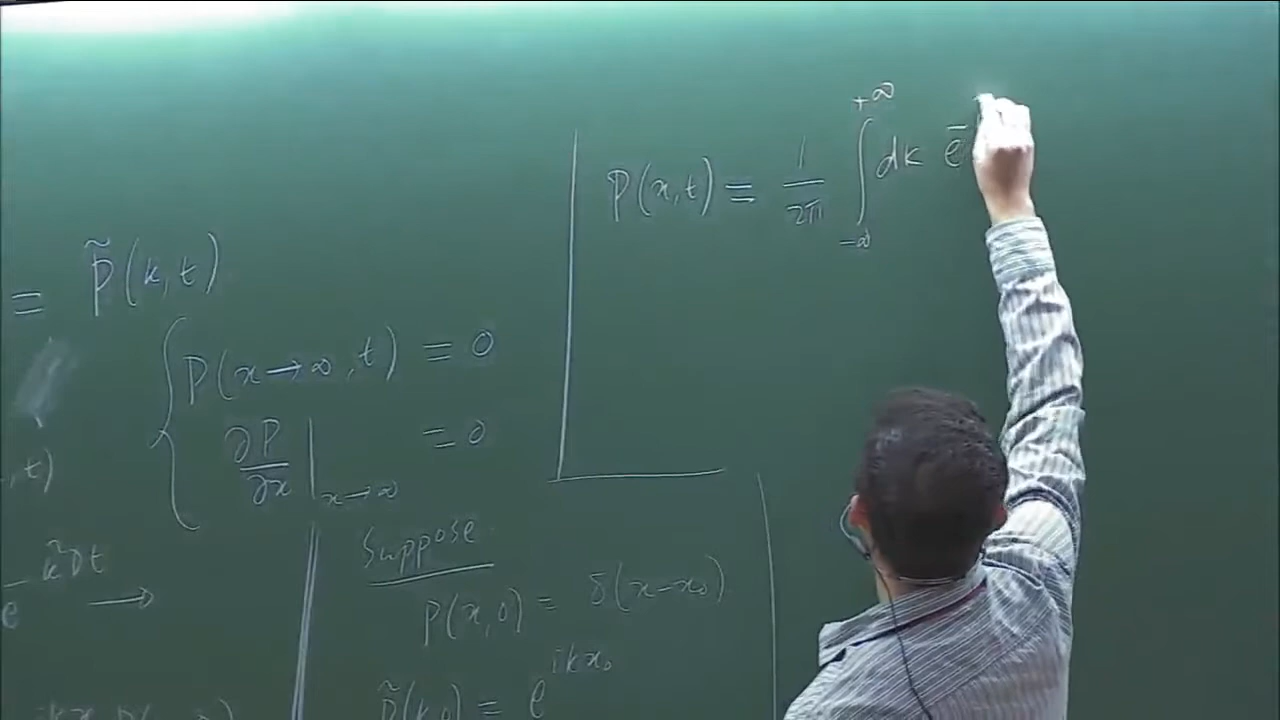 = P̃(k,t)
P(x→∞,t) = 0
∂P/∂x |x→∞ = 0
,t)
e^{-k²Dt} →
Suppose
P(x,0) = δ(x-x₀)
P̃(k,0) = e^{ikx₀}
P(x,t) = 1/2π ∫_{-∞}^{+∞} dk e^-